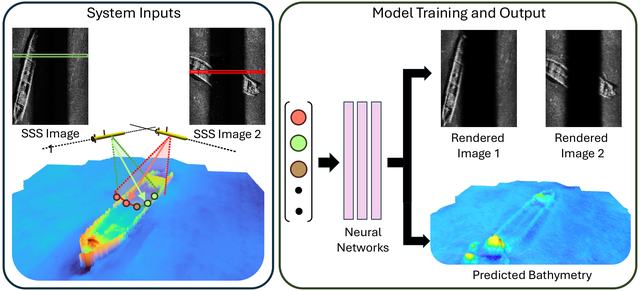 System Inputs
SSS Image
1
SSS Image 2
Model Training and Output
Neural
Networks
Rendered
Image 1
Rendered
Image 2
Predicted Bathymetry